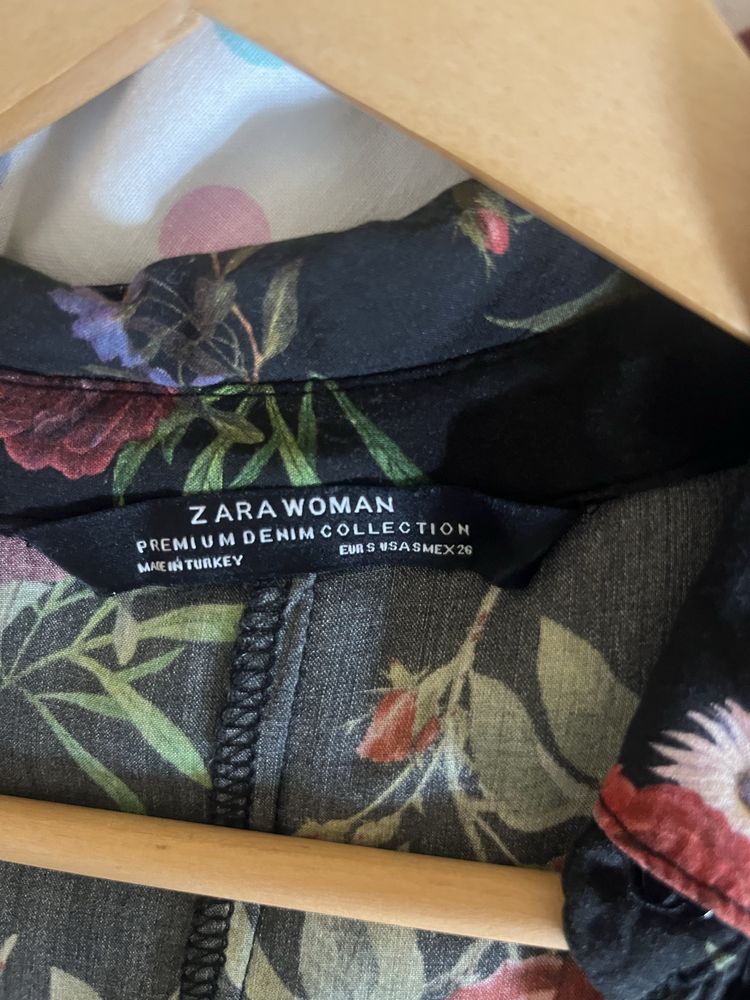 ZARA WOMAN
PREMIUM DENIM COLLECTION
MADE IN TURKEY EUR S USA S MEX 26